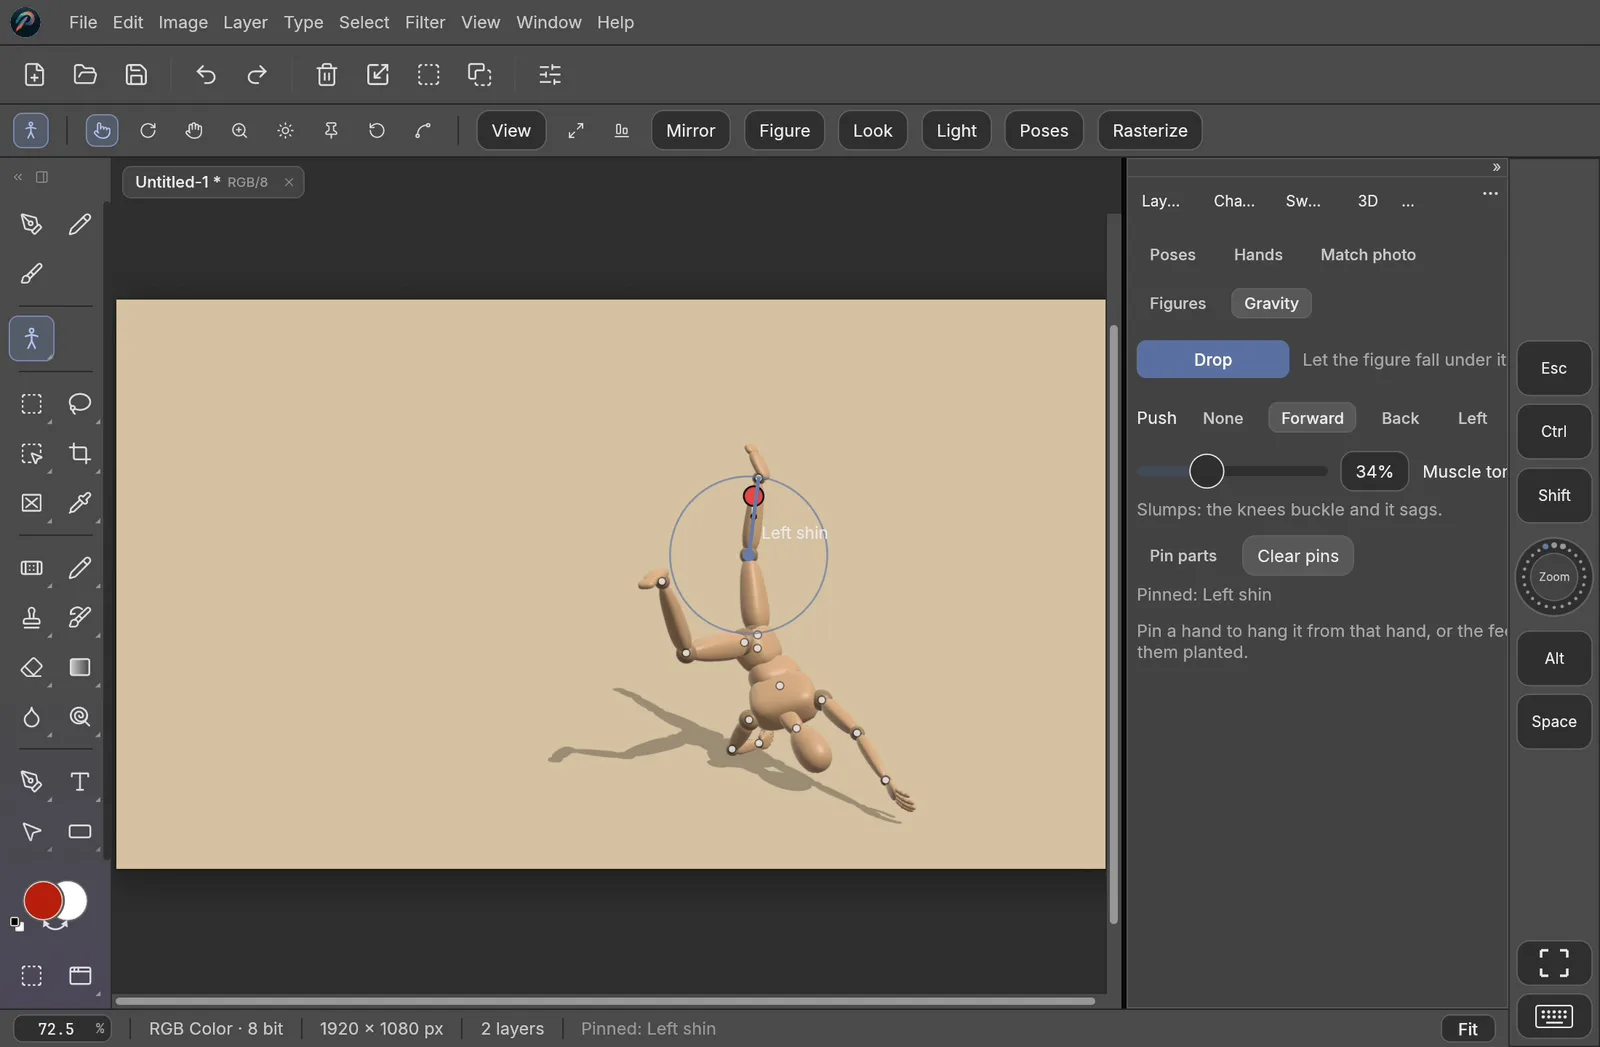 File Edit Image Layer Type Select Filter View Window Help
View Mirror Figure Look Light Poses Rasterize
Untitled-1 * RGB/8
Lay... Cha... Sw... 3D ...
Poses Hands Match photo
Figures Gravity
Drop Let the figure fall under it
Push None Forward Back Left
34% Muscle tor
Slumps: the knees buckle and it sags.
Pin parts Clear pins
Pinned: Left shin
Pin a hand to hang it from that hand, or the fee
them planted.
Left shin
Esc
Ctrl
Shift
Zoom
Alt
Space
72.5 % RGB Color · 8 bit 1920 × 1080 px 2 layers Pinned: Left shin Fit